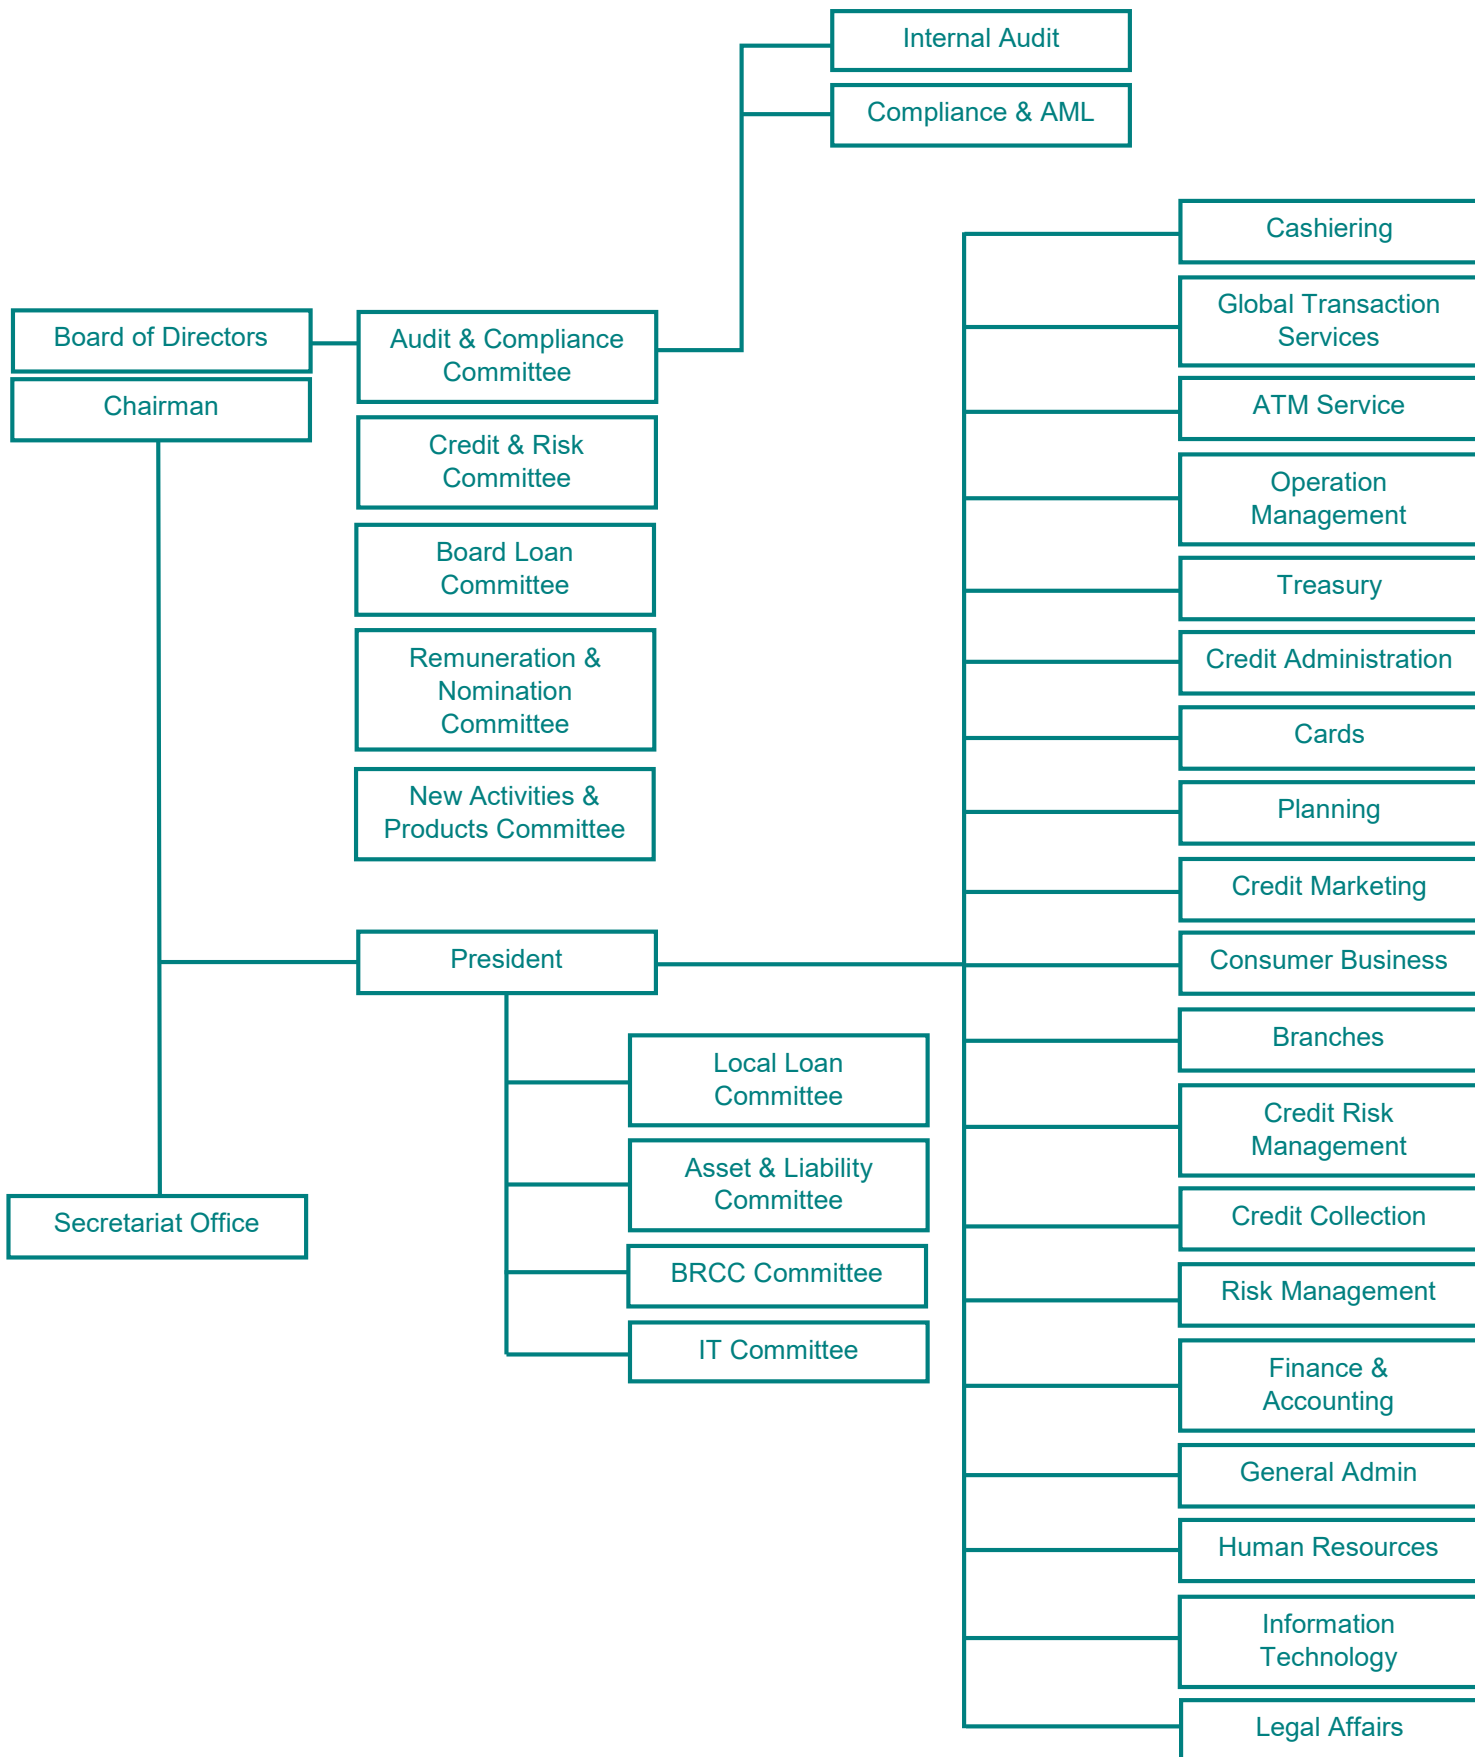 Internal Audit
Compliance & AML
Board of Directors
Chairman
Audit & Compliance
Committee
Credit & Risk
Committee
Board Loan
Committee
Remuneration &
Nomination
Committee
New Activities &
Products Committee
President
Local Loan
Committee
Asset & Liability
Committee
BRCC Committee
IT Committee
Secretariat Office
Cashiering
Global Transaction
Services
ATM Service
Operation
Management
Treasury
Credit Administration
Cards
Planning
Credit Marketing
Consumer Business
Branches
Credit Risk
Management
Credit Collection
Risk Management
Finance &
Accounting
General Admin
Human Resources
Information
Technology
Legal Affairs